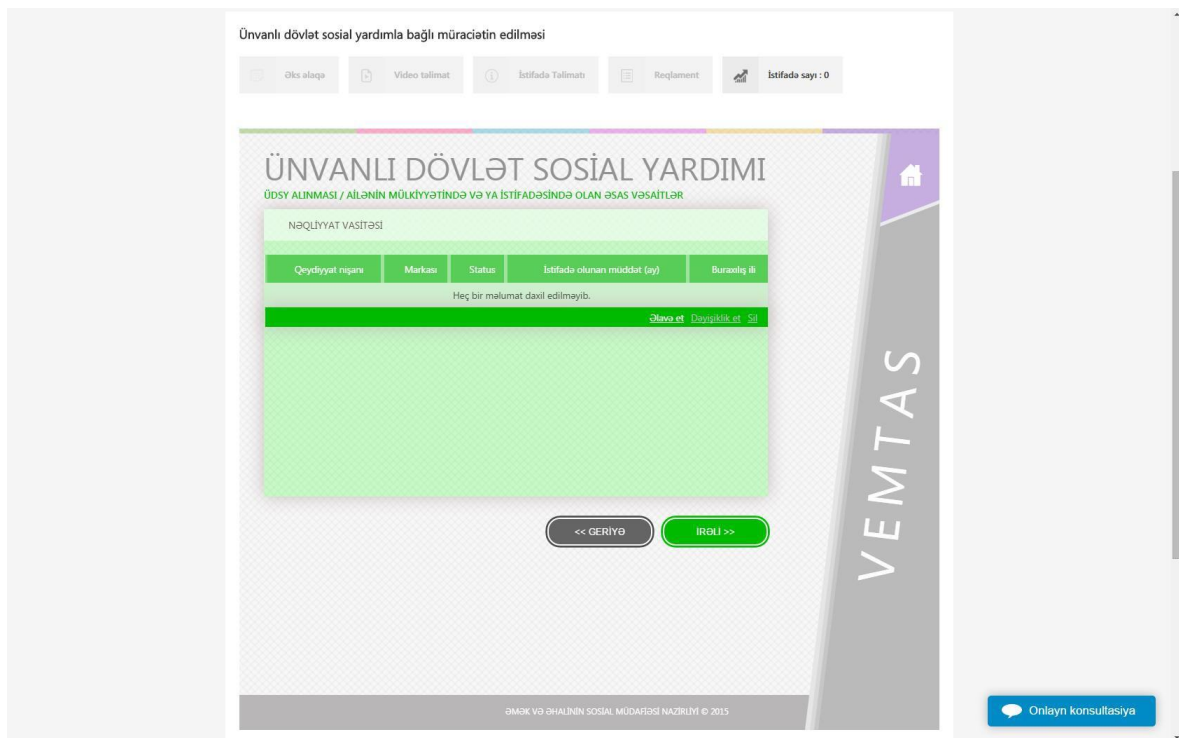 Ünvanlı dövlət sosial yardımla bağlı müraciətin edilməsi
Əks əlaqə Video təlimat İstifadə Təlimatı Reqlament İstifadə sayı : 0
ÜNVANLI DÖVLƏT SOSİAL YARDIMI
ÜDSY ALINMASI / AİLƏNİN MÜLKİYYƏTİNDƏ VƏ YA İSTİFADƏSİNDƏ OLAN ƏSAS VƏSAİTLƏR
NƏQLİYYAT VASİTƏSİ
Qeydiyyat nişanı Markası Status İstifadə olunan müddət (ay) Buraxılış ili
Heç bir məlumat daxil edilməyib.
Əlavə et Dəyişiklik et Sil
VEMTAS
<< GERİYƏ İRƏLİ >>
ƏMƏK VƏ ƏHALİNİN SOSİAL MÜDAFİƏSİ NAZİRLİYİ © 2015
Onlayn konsultasiya